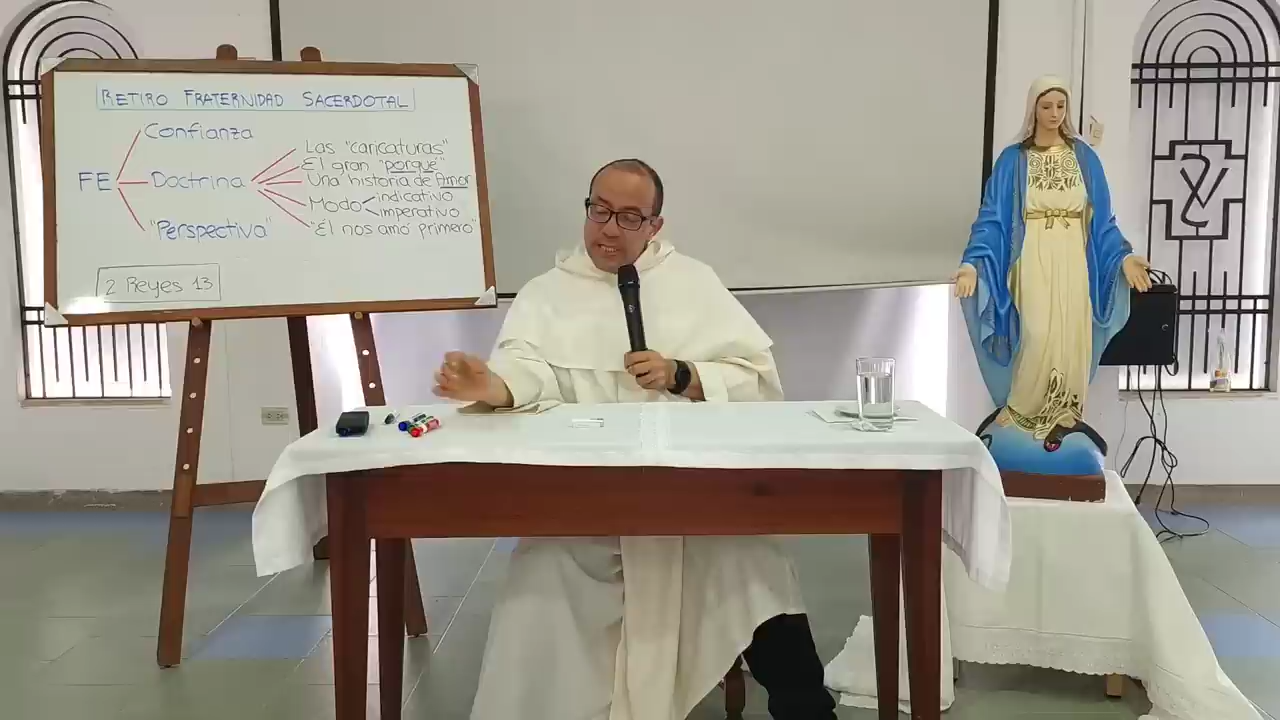 RETIRO FRATERNIDAD SACERDOTAL
Confianza
FE
Doctrina
"Perspectiva"
Las "caricaturas"
El gran "porqué"
Una historia de Amor
Modo
indicativo
imperativo
"Él nos amó primero"
2 Reyes 13